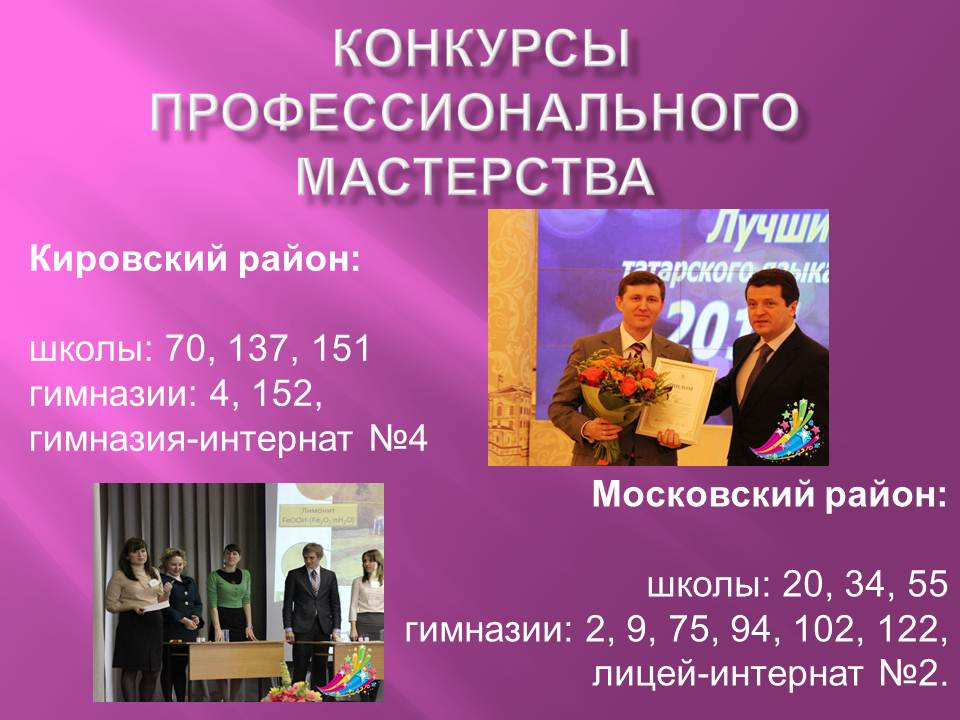 КОНКУРСЫ
ПРОФЕССИОНАЛЬНОГО
МАСТЕРСТВА
Кировский район:
школы: 70, 137, 151
гимназии: 4, 152,
гимназия-интернат №4
Лучши
татарского языка
201
ДИПЛОМ
Московский район:
школы: 20, 34, 55
гимназии: 2, 9, 75, 94, 102, 122,
лицей-интернат №2.
Лимонит
FeOOH·(Fe₂O₃·nH₂O)